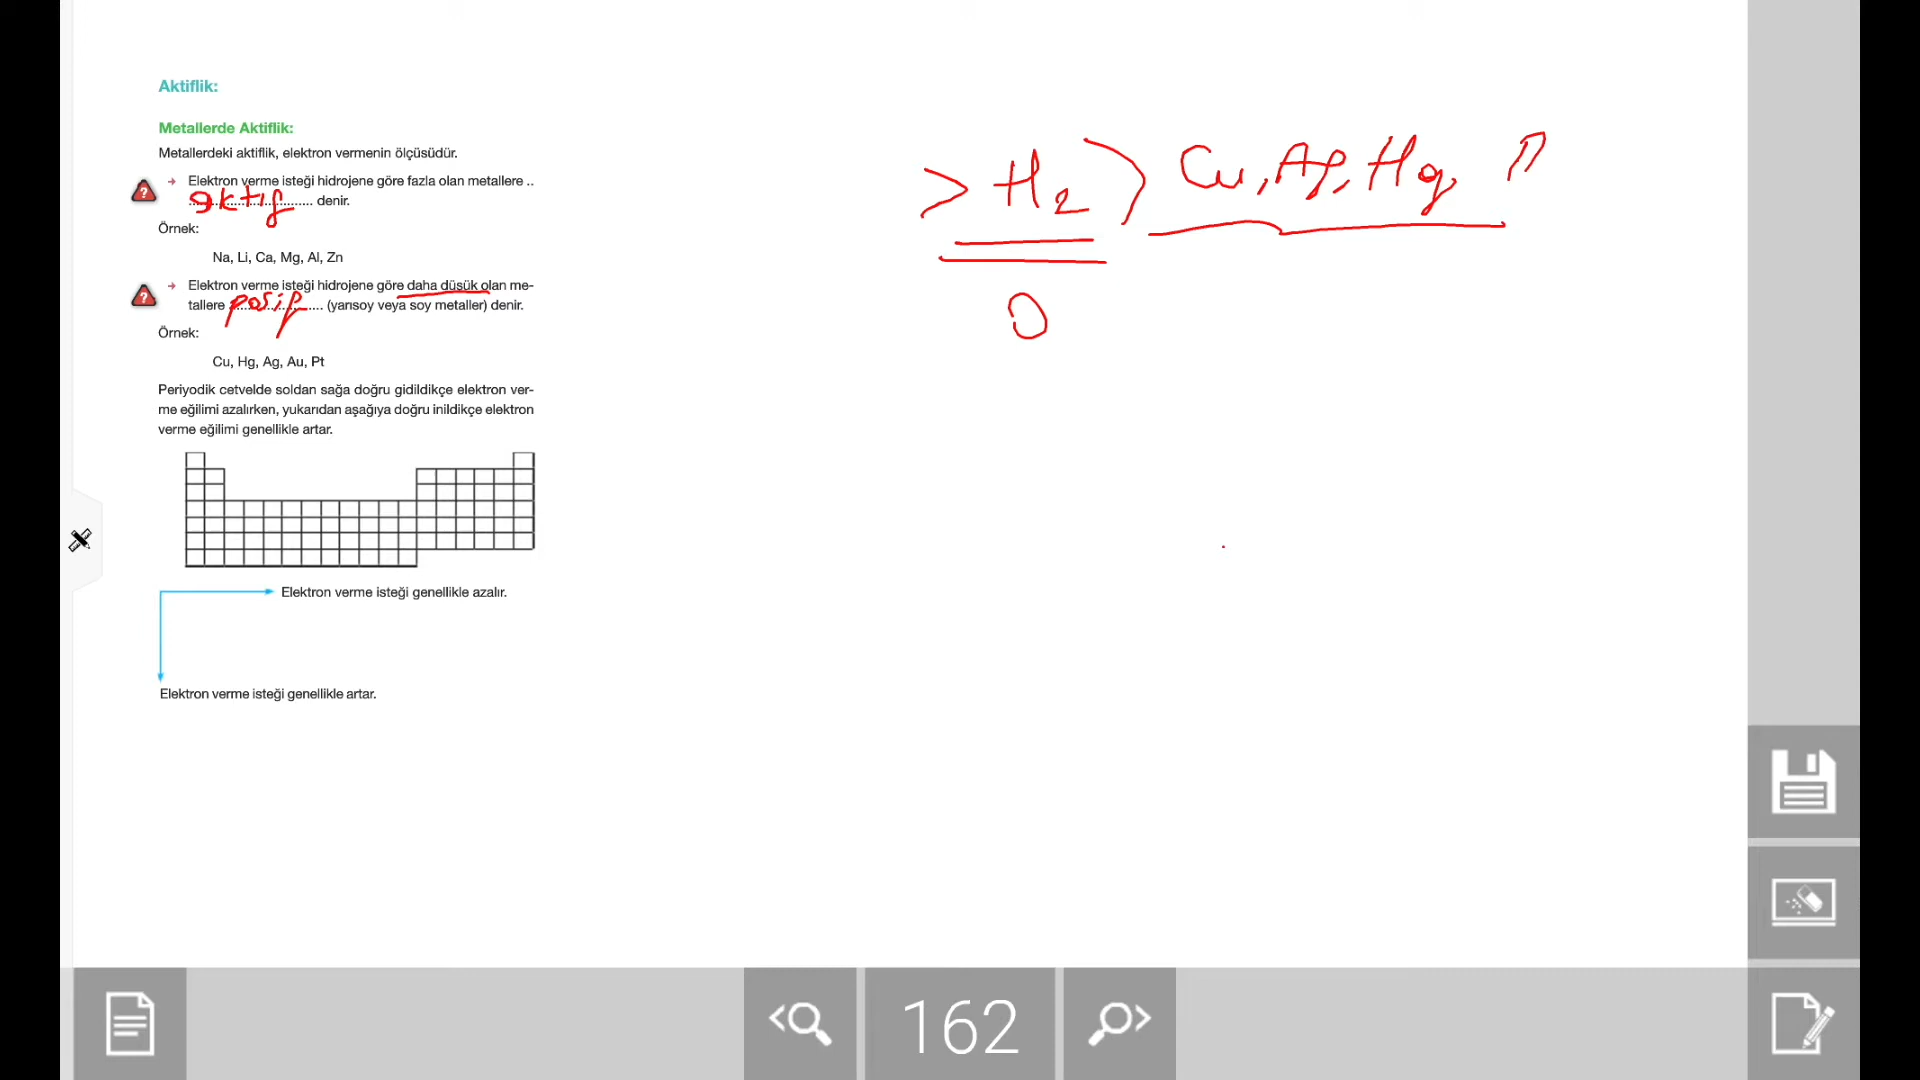 Aktiflik:
Metallerde Aktiflik:
Metallerdeki aktiflik, elektron vermenin ölçüsüdür.
Elektron verme isteği hidrojene göre fazla olan metallere ..
aktif .............................. denir.
Örnek:
Na, Li, Ca, Mg, Al, Zn
Elektron verme isteği hidrojene göre daha düşük olan me-
tallere pasif ...................... (yarısoy veya soy metaller) denir.
Örnek:
Cu, Hg, Ag, Au, Pt
Periyodik cetvelde soldan sağa doğru gidildikçe elektron ver-
me eğilimi azalırken, yukarıdan aşağıya doğru inildikçe elektron
verme eğilimi genellikle artar.
Elektron verme isteği genellikle azalır.
Elektron verme isteği genellikle artar.
> H2 > Cu, Ag, Hg,
0
162